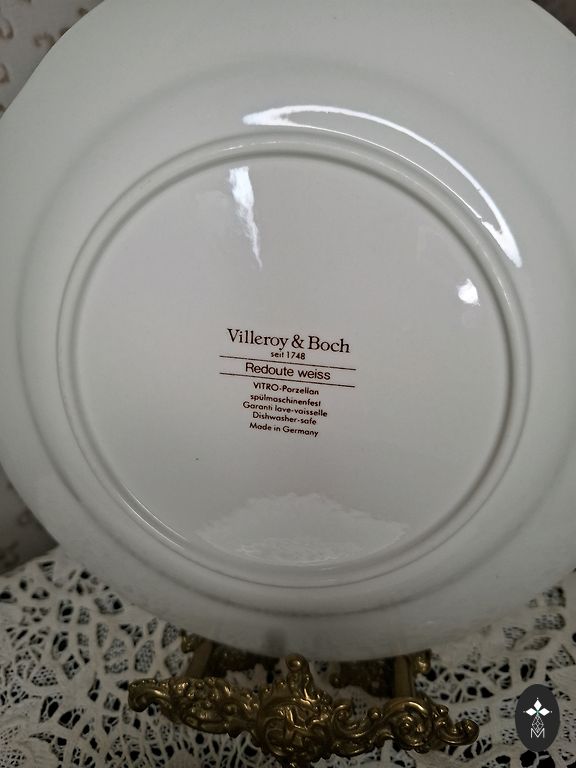 Villeroy & Boch
seit 1748
Redoute weiss
VITRO-Porzellan
spülmaschinenfest
Garanti lave-vaisselle
Dishwasher-safe
Made in Germany